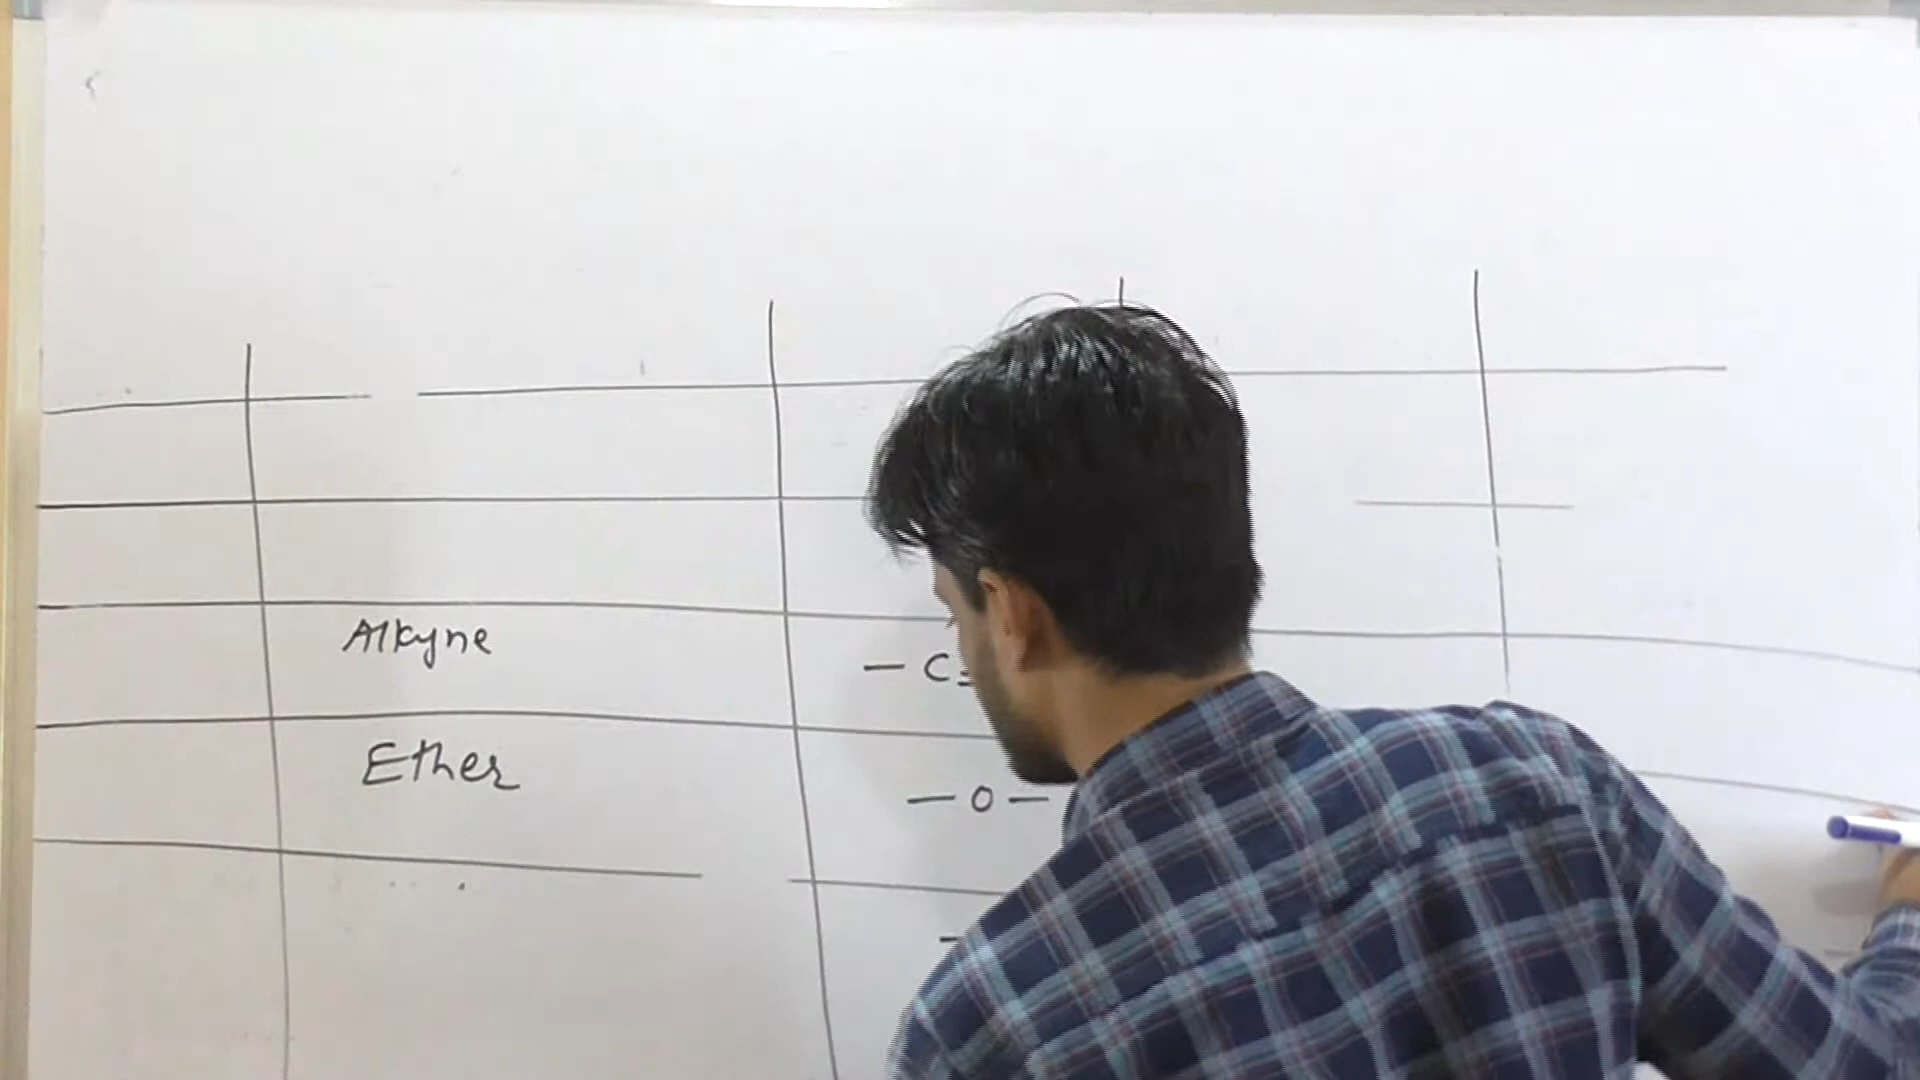 Alkyne
— C =
Ether
— O —